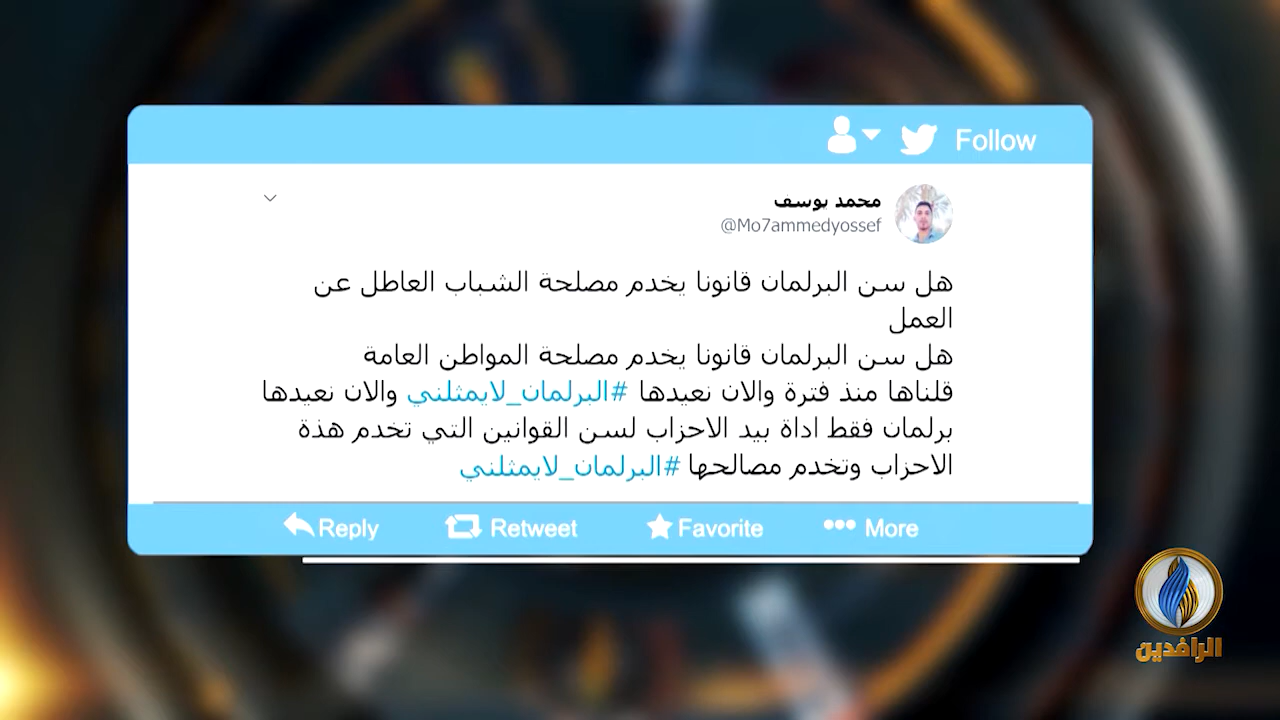 Follow
محمد يوسف
@Mo7ammedyossef
هل سن البرلمان قانونا يخدم مصلحة الشباب العاطل عن
العمل
هل سن البرلمان قانونا يخدم مصلحة المواطن العامة
قلناها منذ فترة والان نعيدها #البرلمان_لايمثلني والان نعيدها
برلمان فقط اداة بيد الاحزاب لسن القوانين التي تخدم هذة
الاحزاب وتخدم مصالحها #البرلمان_لايمثلني
Reply Retweet Favorite More
الرافدين